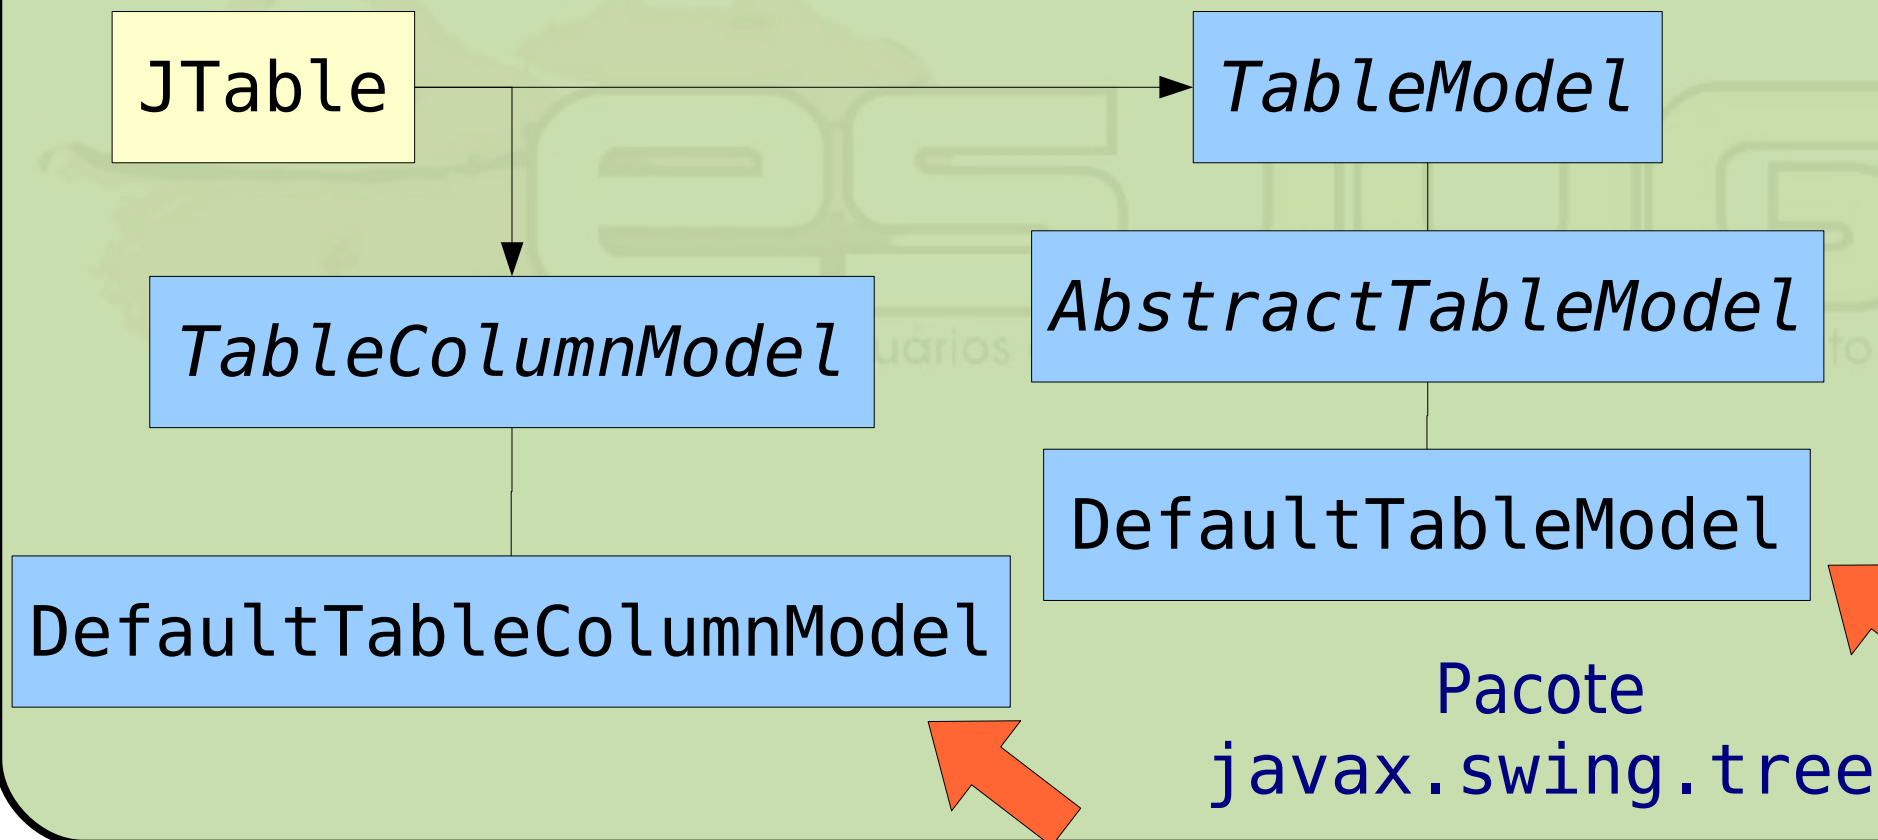 JTable
TableModel
TableColumnModel
AbstractTableModel
DefaultTableModel
DefaultTableColumnModel
Pacote
javax.swing.tree